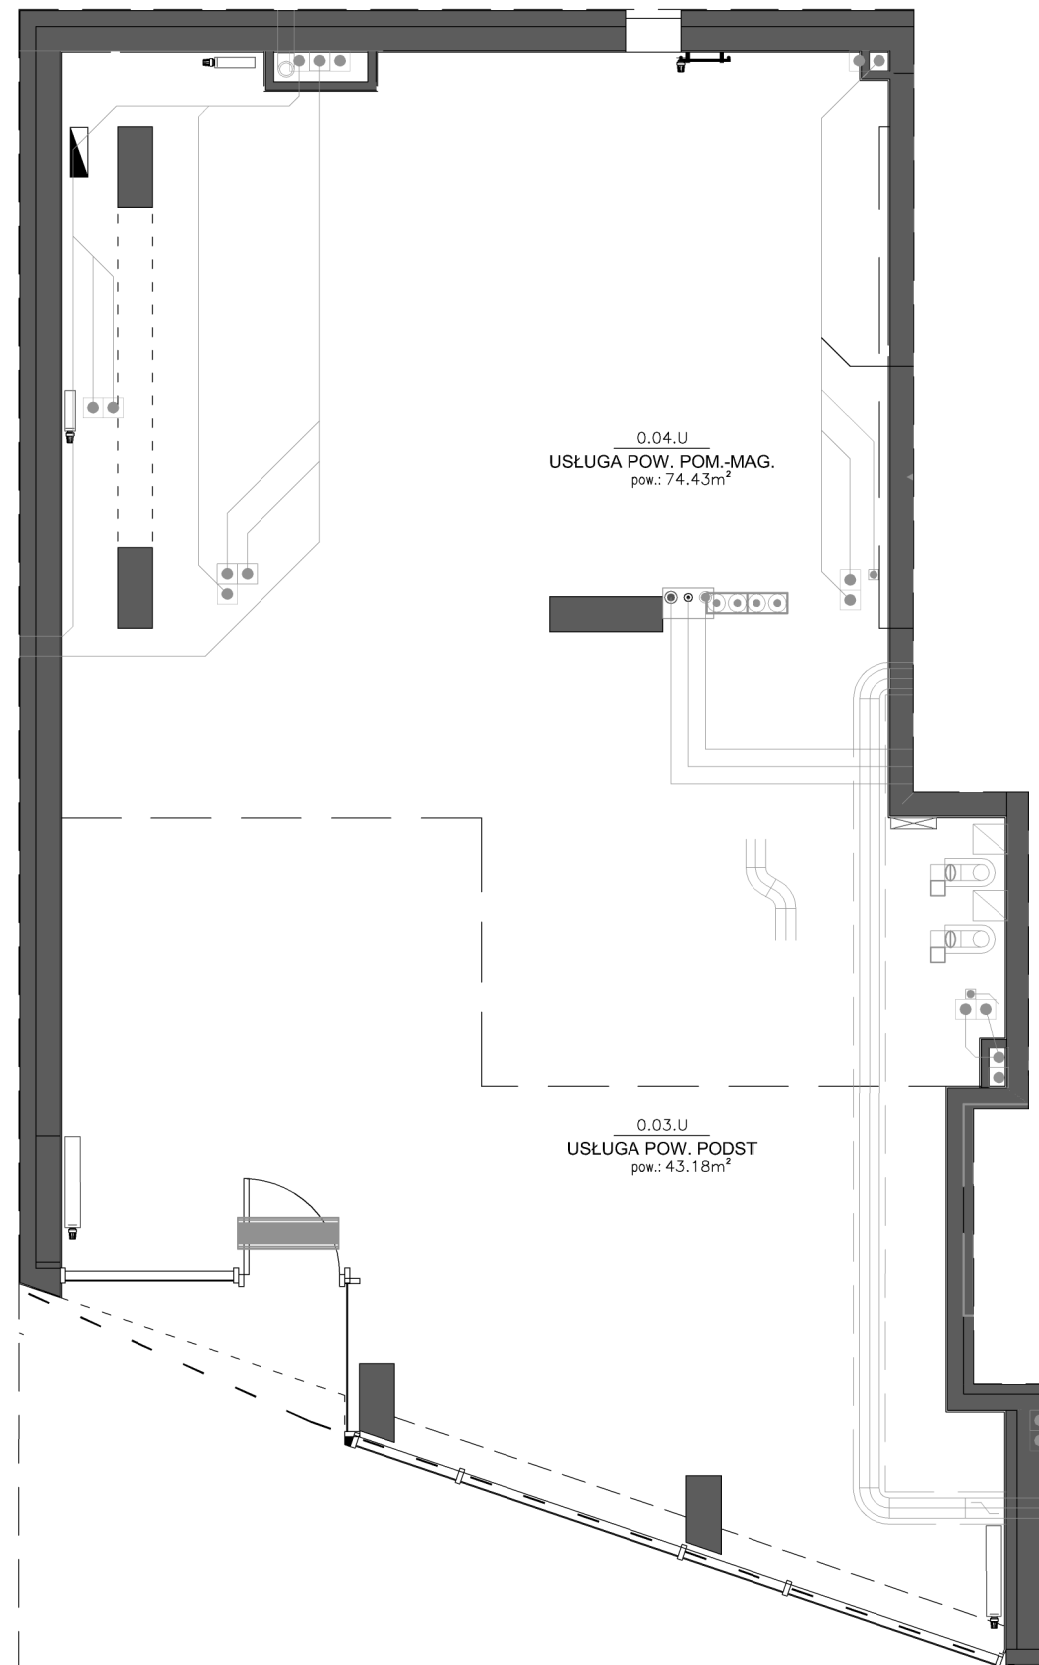 0.04.U
USŁUGA POW. POM.-MAG.
pow.: 74.43m²
0.03.U
USŁUGA POW. PODST
pow.: 43.18m²